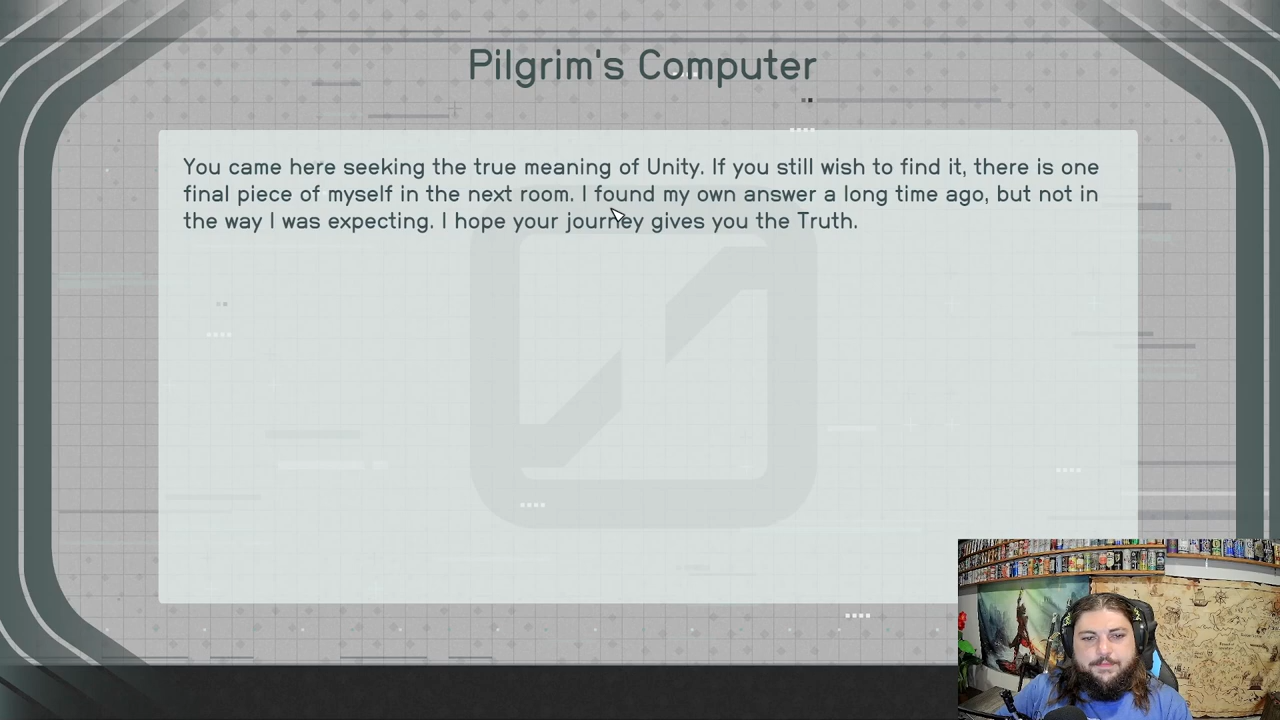 Pilgrim's Computer
You came here seeking the true meaning of Unity. If you still wish to find it, there is one
final piece of myself in the next room. I found my own answer a long time ago, but not in
the way I was expecting. I hope your journey gives you the Truth.